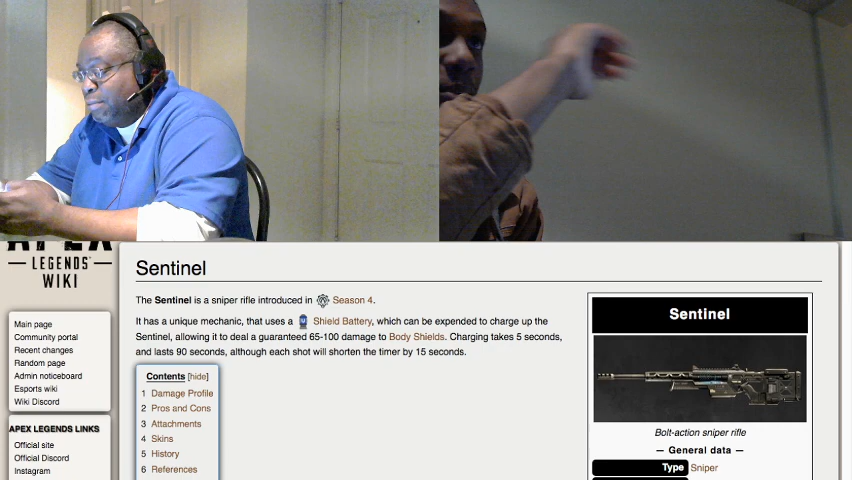 APEX
LEGENDS
WIKI
Main page
Community portal
Recent changes
Random page
Admin noticeboard
Esports wiki
Wiki Discord
APEX LEGENDS LINKS
Official site
Official Discord
Instagram
Sentinel
The Sentinel is a sniper rifle introduced in Season 4.
It has a unique mechanic, that uses a Shield Battery, which can be expended to charge up the
Sentinel, allowing it to deal a guaranteed 65-100 damage to Body Shields. Charging takes 5 seconds,
and lasts 90 seconds, although each shot will shorten the timer by 15 seconds.
Contents [hide]
1 Damage Profile
2 Pros and Cons
3 Attachments
4 Skins
5 History
6 References
Sentinel
Bolt-action sniper rifle
— General data —
Type Sniper